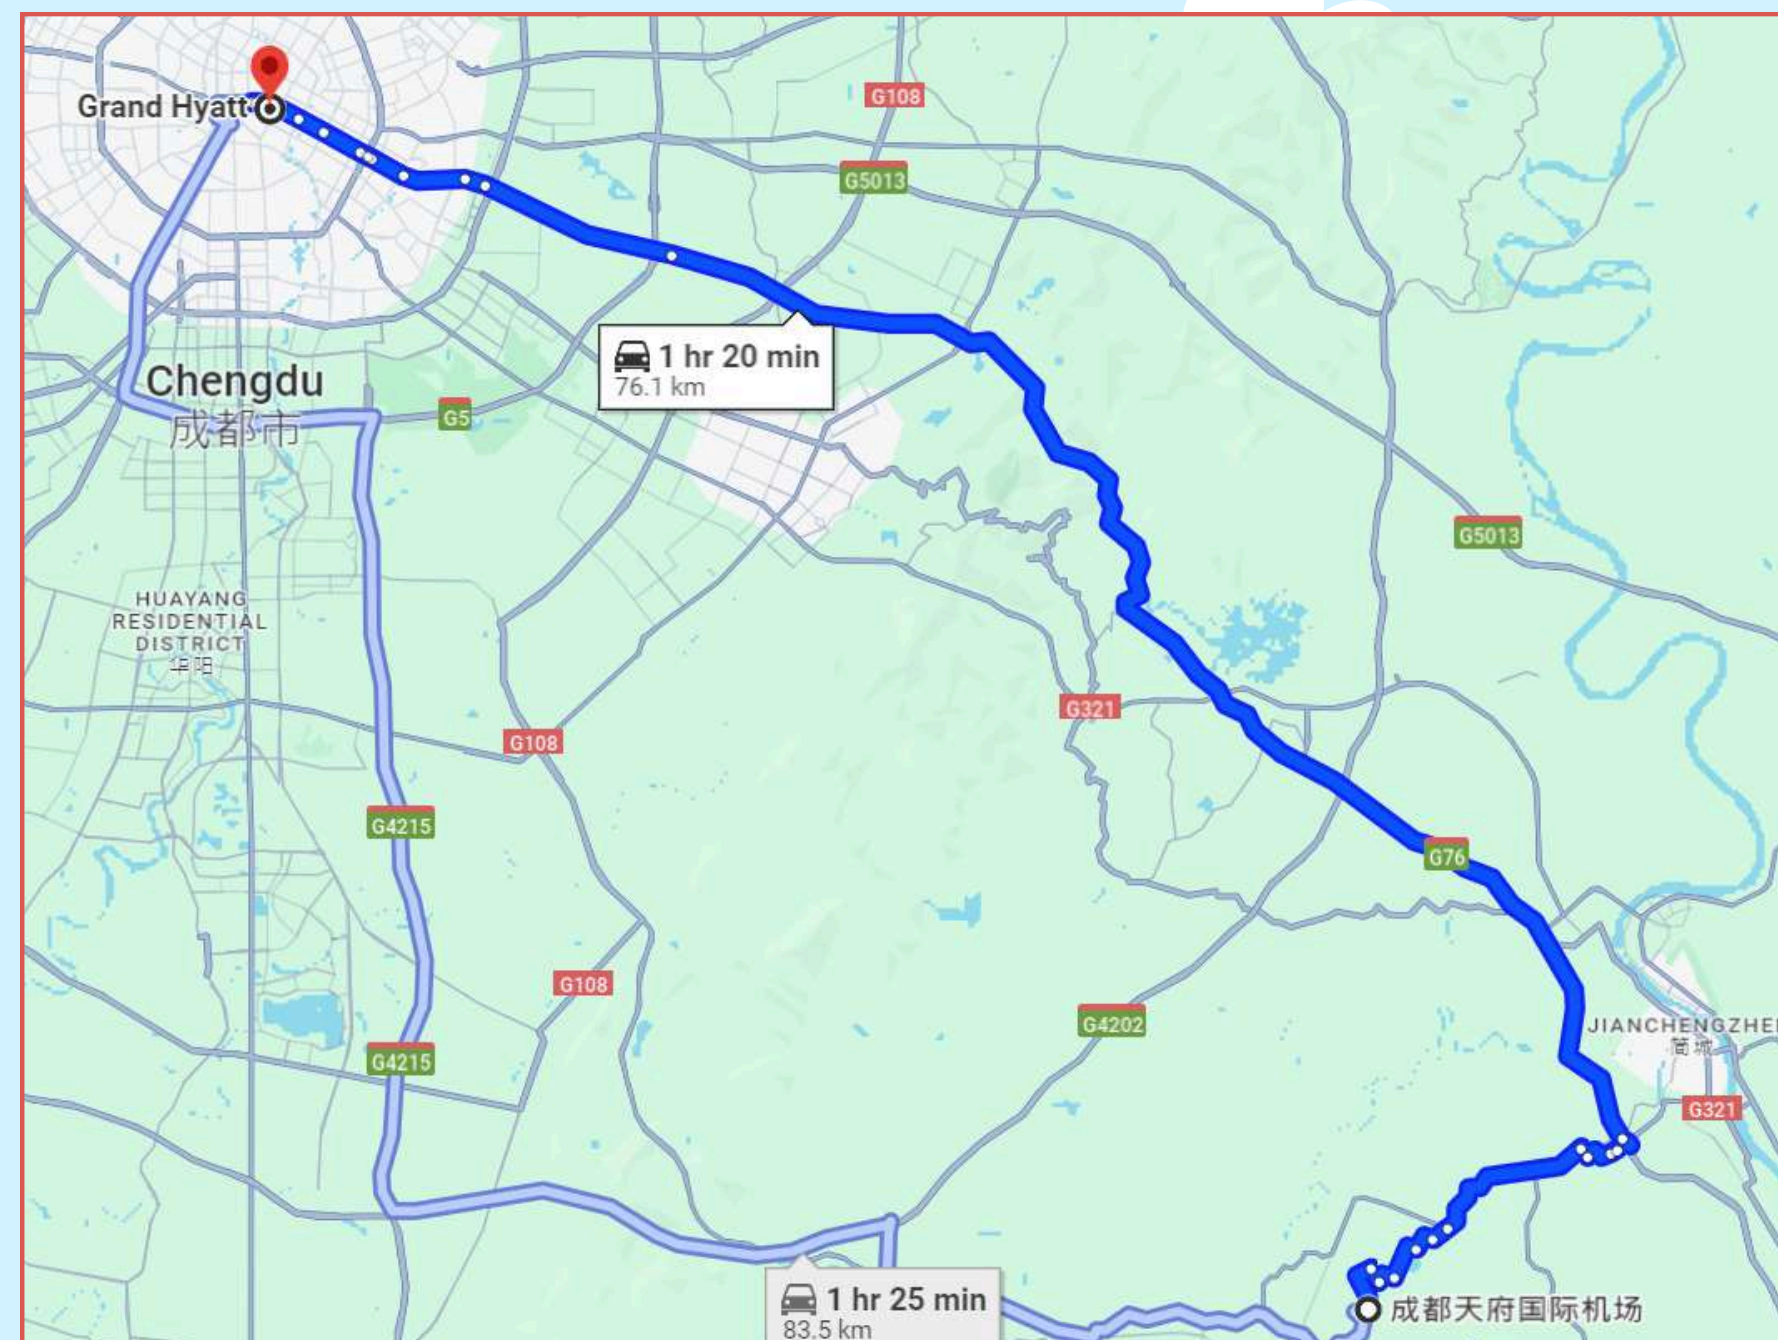 G108
Grand Hyatt
G5013
1 hr 20 min
76.1 km
Chengdu
成都市
G5
G5013
HUAYANG
RESIDENTIAL
DISTRICT
华阳
G321
G108
G4215
G76
G108
G4202
JIANCHENGZHE
简城
G4215
G321
1 hr 25 min
83.5 km
成都天府国际机场